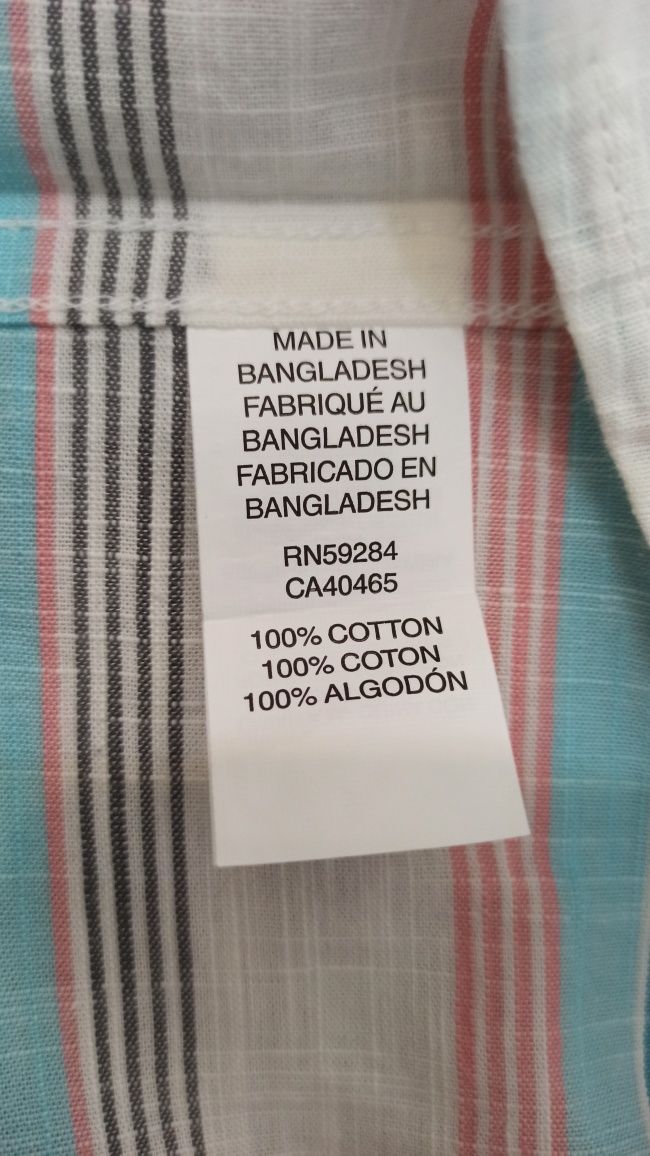 MADE IN
BANGLADESH
FABRIQUÉ AU
BANGLADESH
FABRICADO EN
BANGLADESH
RN59284
CA40465
100% COTTON
100% COTON
100% ALGODÓN